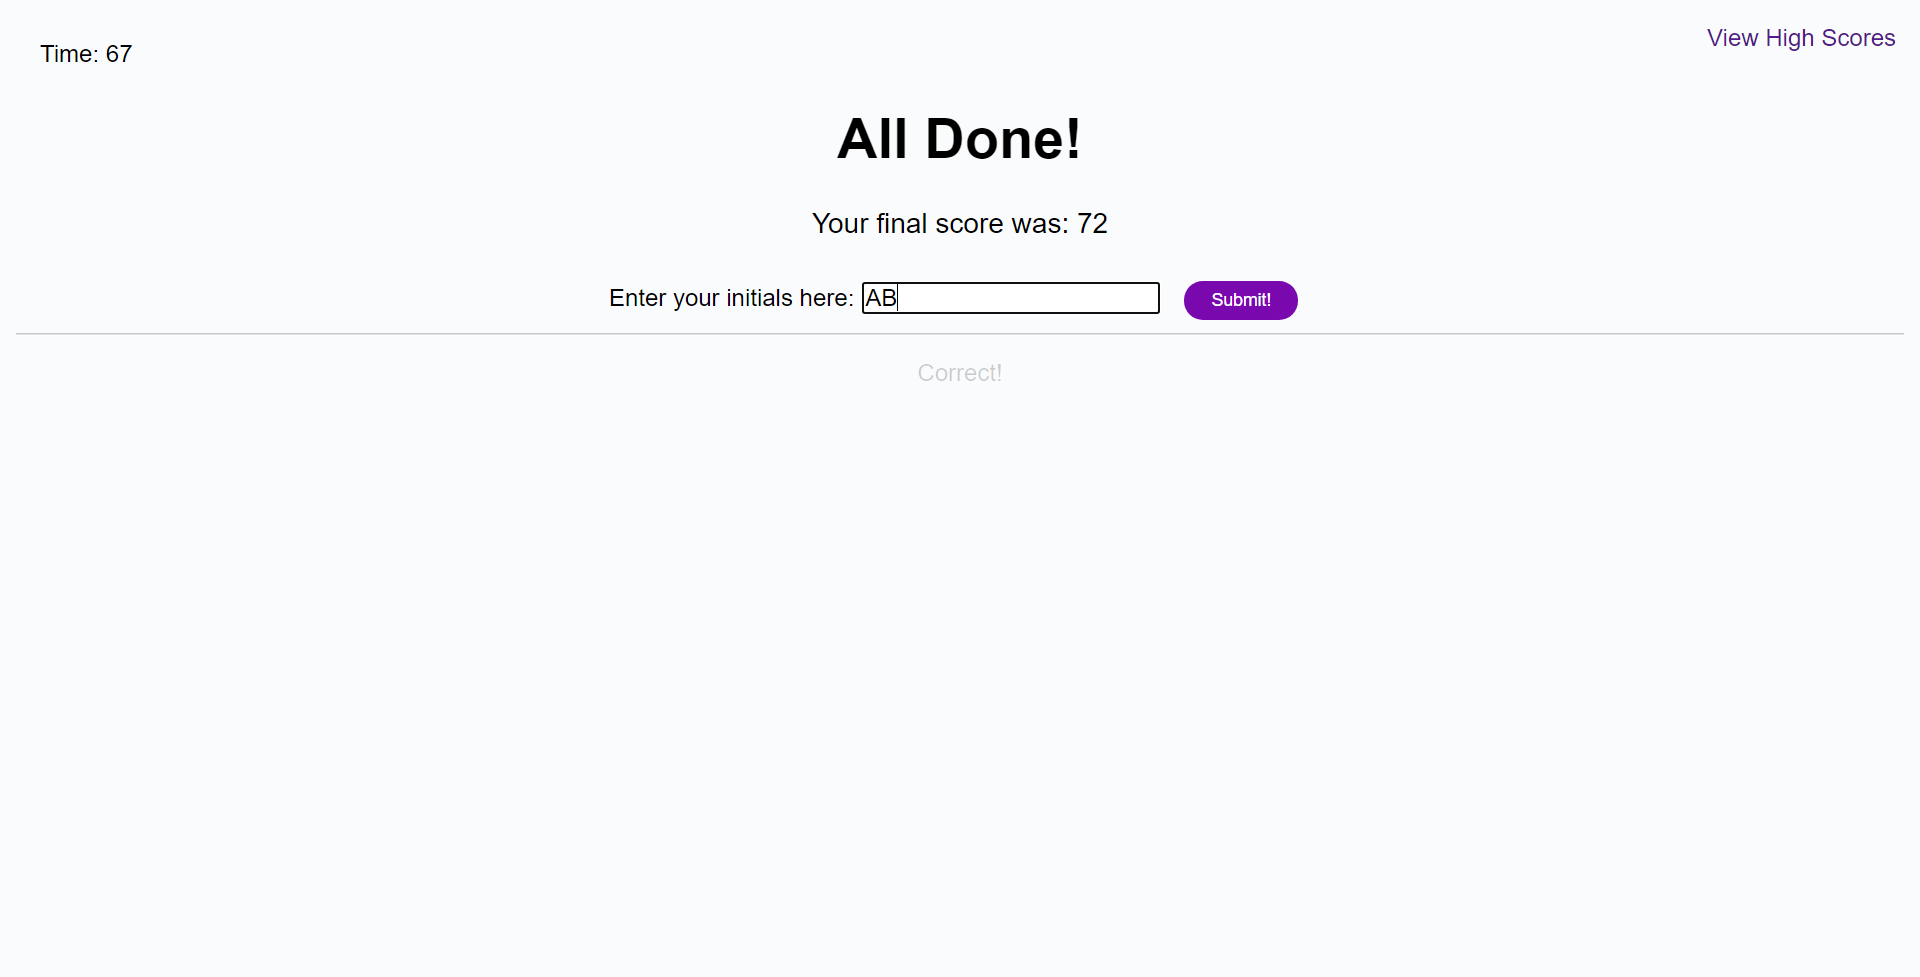 View High Scores
Time: 67
All Done!
Your final score was: 72
Enter your initials here: AB Submit!
Correct!